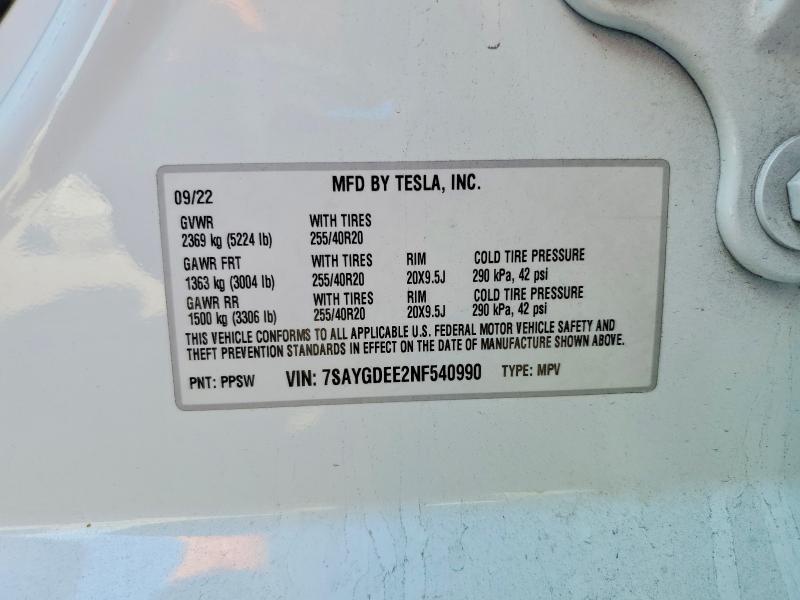 MFD BY TESLA, INC.
09/22
GVWR WITH TIRES
2369 kg (5224 lb) 255/40R20
GAWR FRT WITH TIRES RIM COLD TIRE PRESSURE
1363 kg (3004 lb) 255/40R20 20X9.5J 290 kPa, 42 psi
GAWR RR WITH TIRES RIM COLD TIRE PRESSURE
1500 kg (3306 lb) 255/40R20 20X9.5J 290 kPa, 42 psi
THIS VEHICLE CONFORMS TO ALL APPLICABLE U.S. FEDERAL MOTOR VEHICLE SAFETY AND
THEFT PREVENTION STANDARDS IN EFFECT ON THE DATE OF MANUFACTURE SHOWN ABOVE.
PNT: PPSW VIN: 7SAYGDEE2NF540990 TYPE: MPV